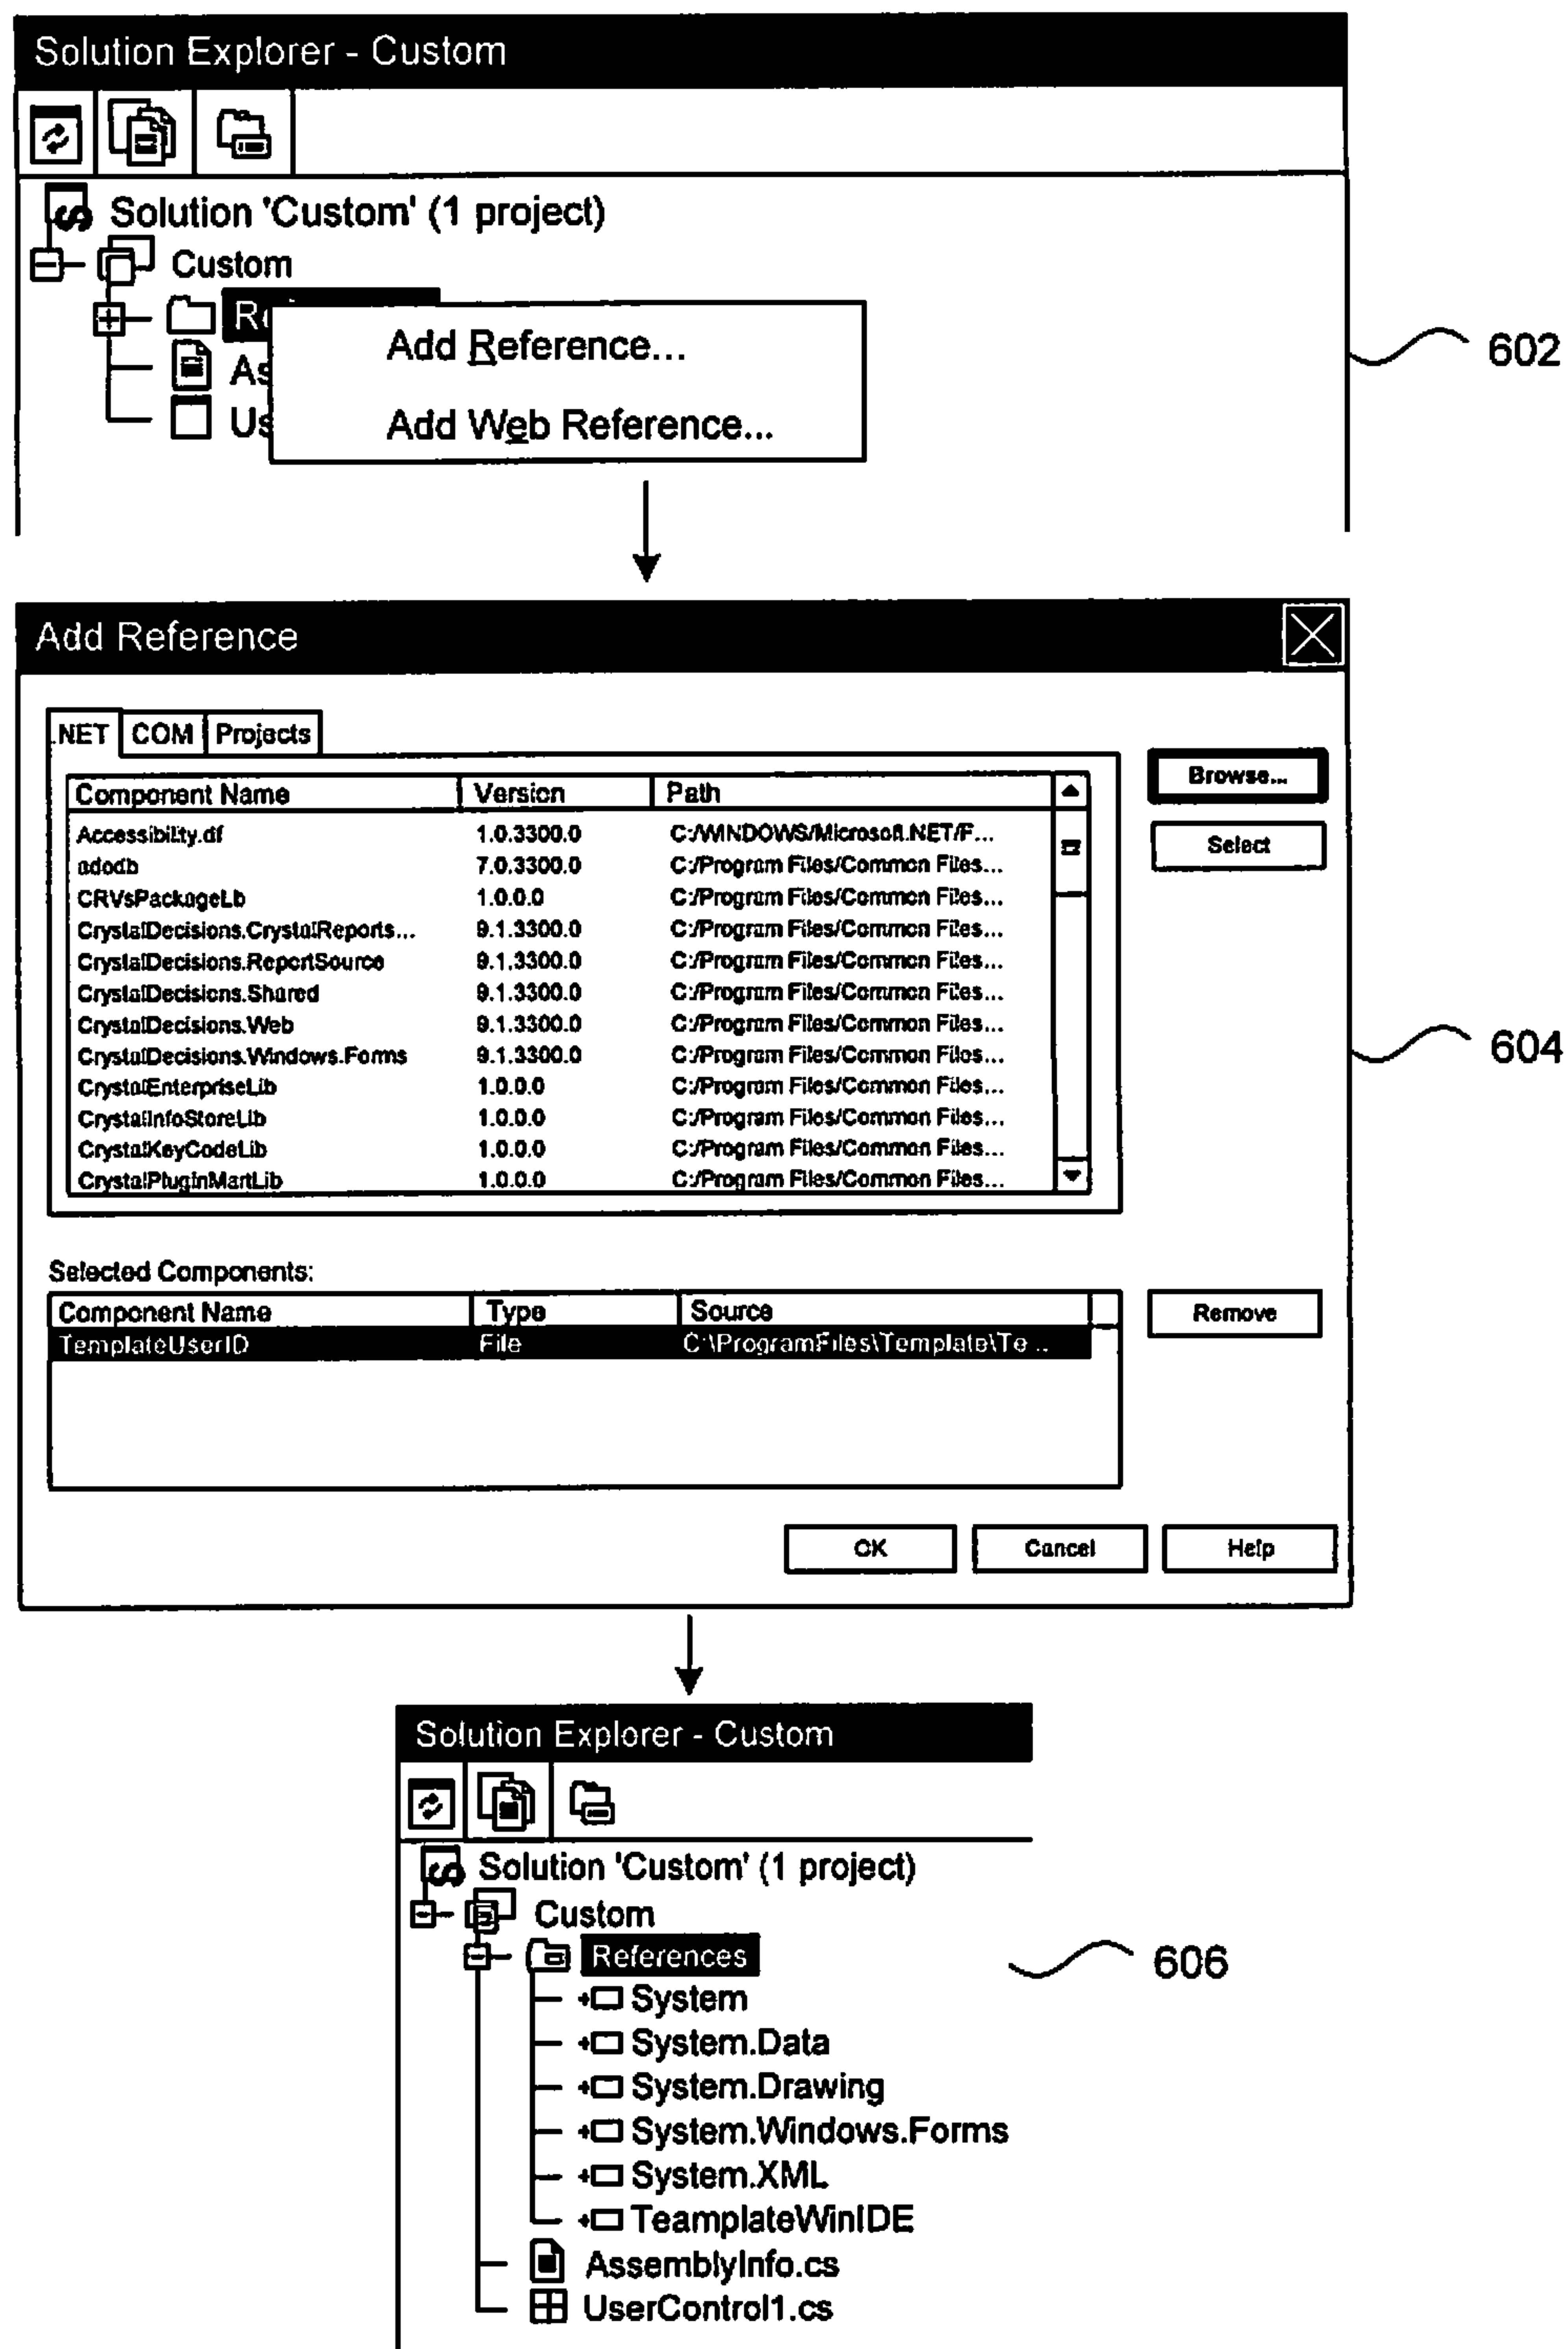 Solution Explorer - Custom
Solution 'Custom' (1 project)
Custom
Re
As
Us
Add Reference...
Add Web Reference...
602
Add Reference
.NET COM Projects
Component Name Version Path
Accessibility.df 1.0.3300.0 C:/WINDOWS/Microsoft.NET/F...
adodb 7.0.3300.0 C:/Program Files/Common Files...
CRVsPackageLb 1.0.0.0 C:/Program Files/Common Files...
CrystalDecisions.CrystalReports... 9.1.3300.0 C:/Program Files/Common Files...
CrystalDecisions.ReportSource 9.1.3300.0 C:/Program Files/Common Files...
CrystalDecisions.Shared 9.1.3300.0 C:/Program Files/Common Files...
CrystalDecisions.Web 9.1.3300.0 C:/Program Files/Common Files...
CrystalDecisions.Windows.Forms 9.1.3300.0 C:/Program Files/Common Files...
CrystalEnterpriseLib 1.0.0.0 C:/Program Files/Common Files...
CrystalInfoStoreLib 1.0.0.0 C:/Program Files/Common Files...
CrystalKeyCodeLib 1.0.0.0 C:/Program Files/Common Files...
CrystalPluginMartLib 1.0.0.0 C:/Program Files/Common Files...
Browse...
Select
604
Selected Components:
Component Name Type Source
TemplateUserID File C:\ProgramFiles\Template\Te...
Remove
OK Cancel Help
Solution Explorer - Custom
Solution 'Custom' (1 project)
Custom
References
System
System.Data
System.Drawing
System.Windows.Forms
System.XML
TeamplateWinIDE
AssemblyInfo.cs
UserControl1.cs
606